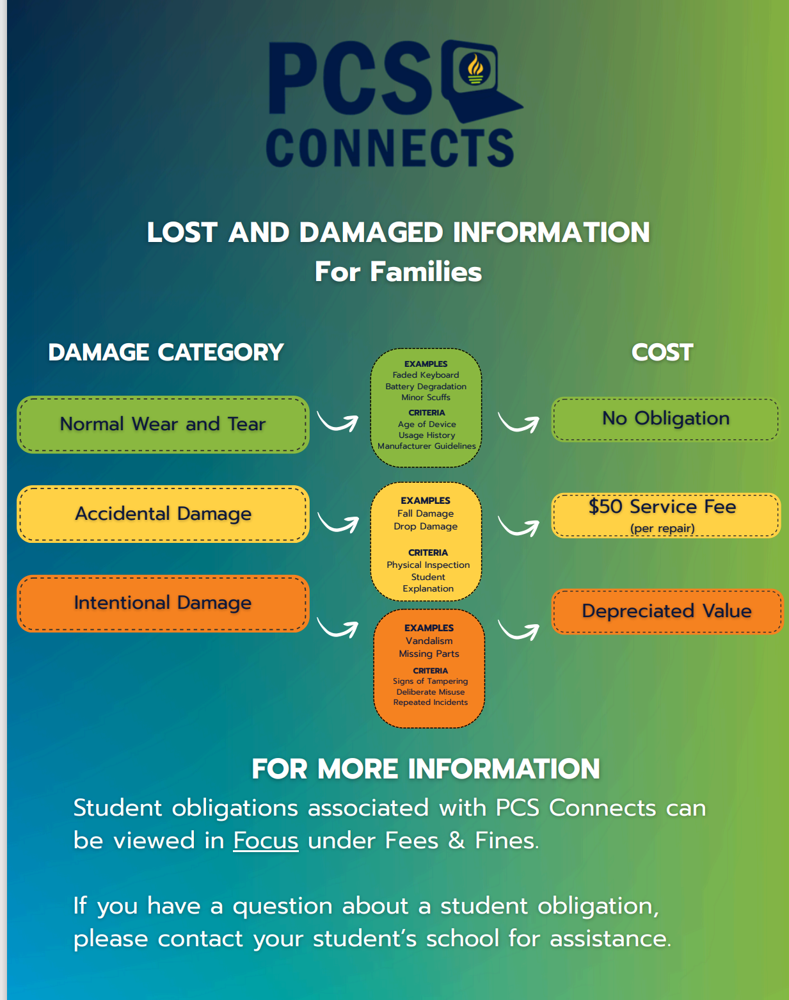 PCS
CONNECTS
LOST AND DAMAGED INFORMATION
For Families
DAMAGE CATEGORY
COST
Normal Wear and Tear
EXAMPLES
Faded Keyboard
Battery Degradation
Minor Scuffs
CRITERIA
Age of Device
Usage History
Manufacturer Guidelines
No Obligation
Accidental Damage
EXAMPLES
Fall Damage
Drop Damage
CRITERIA
Physical Inspection
Student
Explanation
$50 Service Fee
(per repair)
Intentional Damage
EXAMPLES
Vandalism
Missing Parts
CRITERIA
Signs of Tampering
Deliberate Misuse
Repeated Incidents
Depreciated Value
FOR MORE INFORMATION
Student obligations associated with PCS Connects can
be viewed in Focus under Fees & Fines.
If you have a question about a student obligation,
please contact your student’s school for assistance.